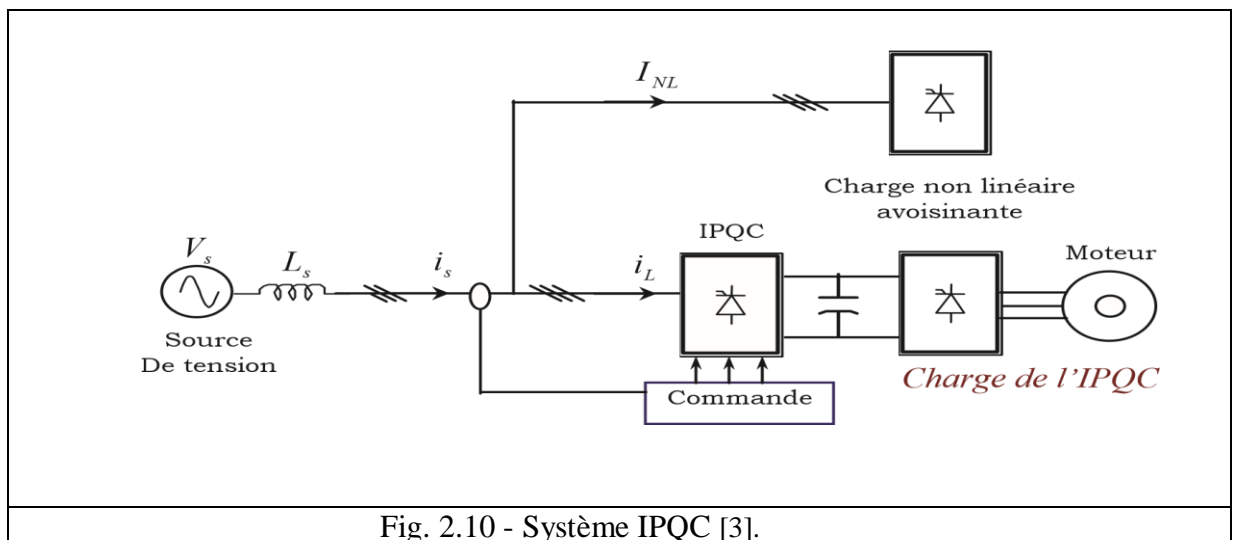 I_NL
Charge non linéaire
avoisinante
IPQC
Moteur
V_s
L_s
i_s
i_L
Source
De tension
Charge de l'IPQC
Commande
Fig. 2.10 - Système IPQC [3].